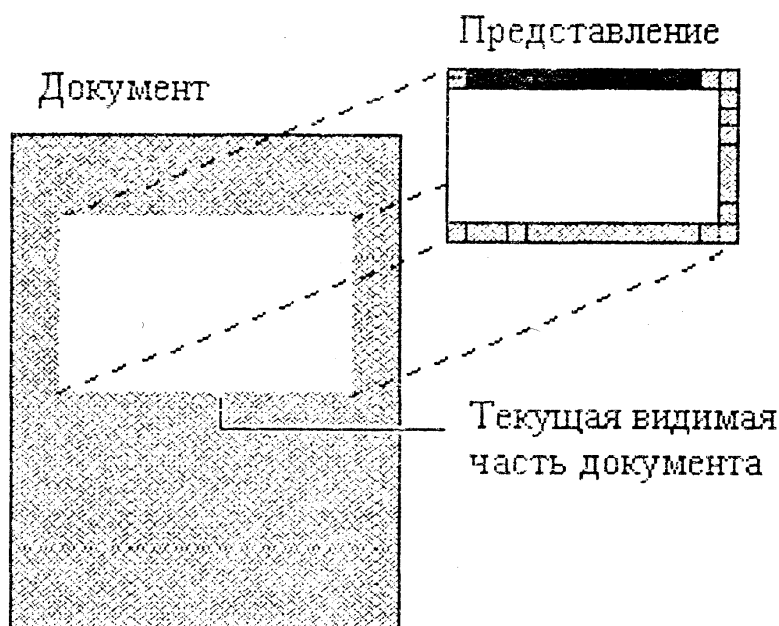 Представление
Документ
Текущая видимая
часть документа